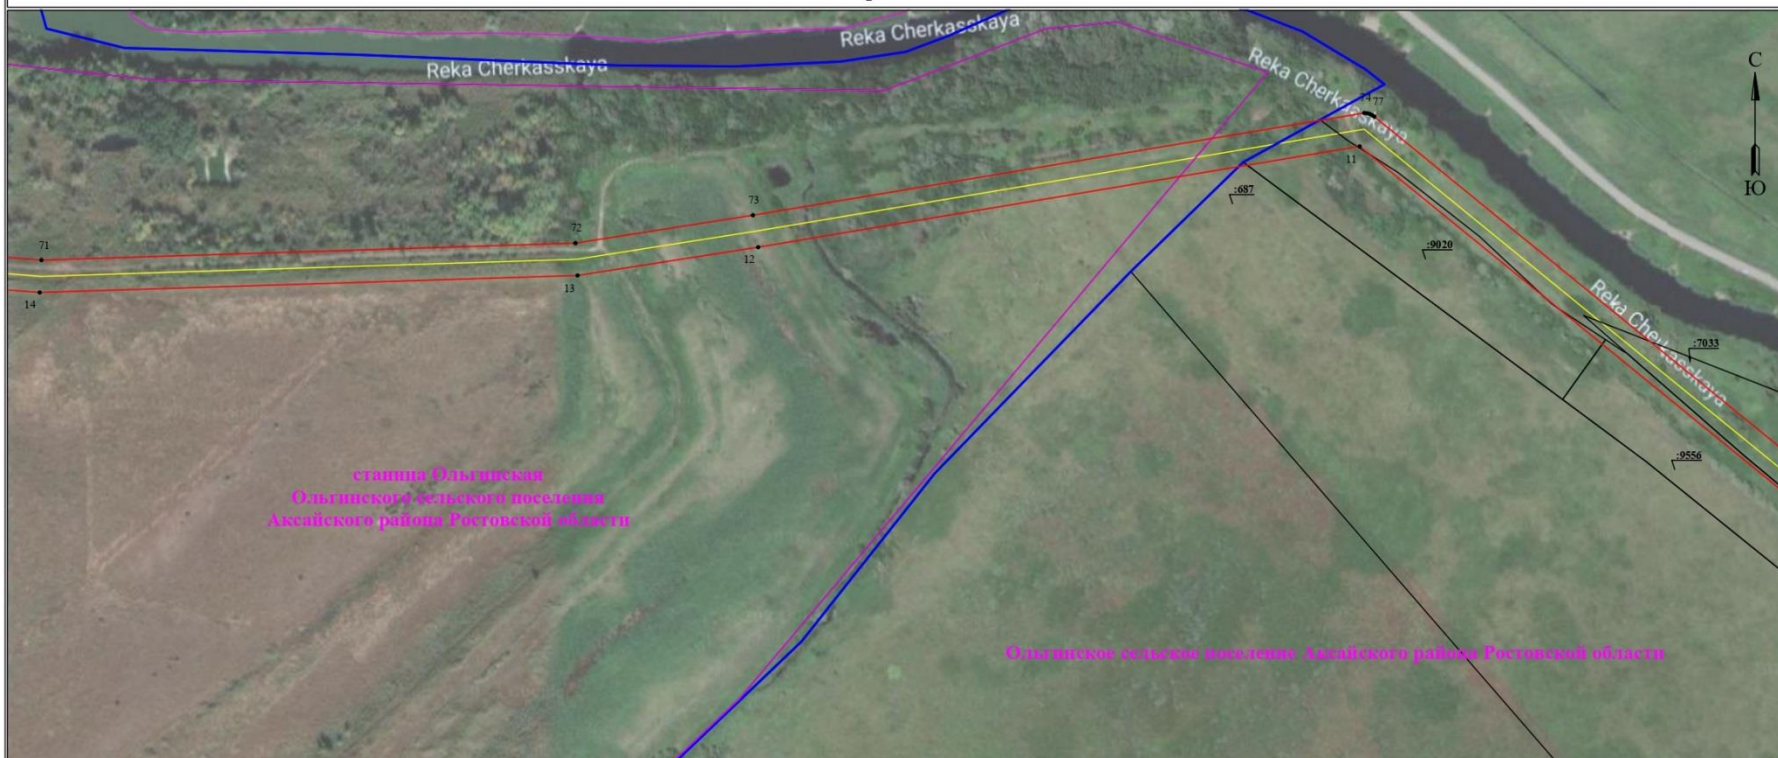 Reka Cherkasskaya
Reka Cherkasskaya
Reka Cherkasskaya
С
Ю
74 77
11
:687
:9020
73
72
71
12
13
14
Reka Cherkasskaya
:7033
:9556
станица Ольгинская
Ольгинского сельского поселения
Аксайского района Ростовской области
Ольгинское сельское поселение Аксайского района Ростовской области